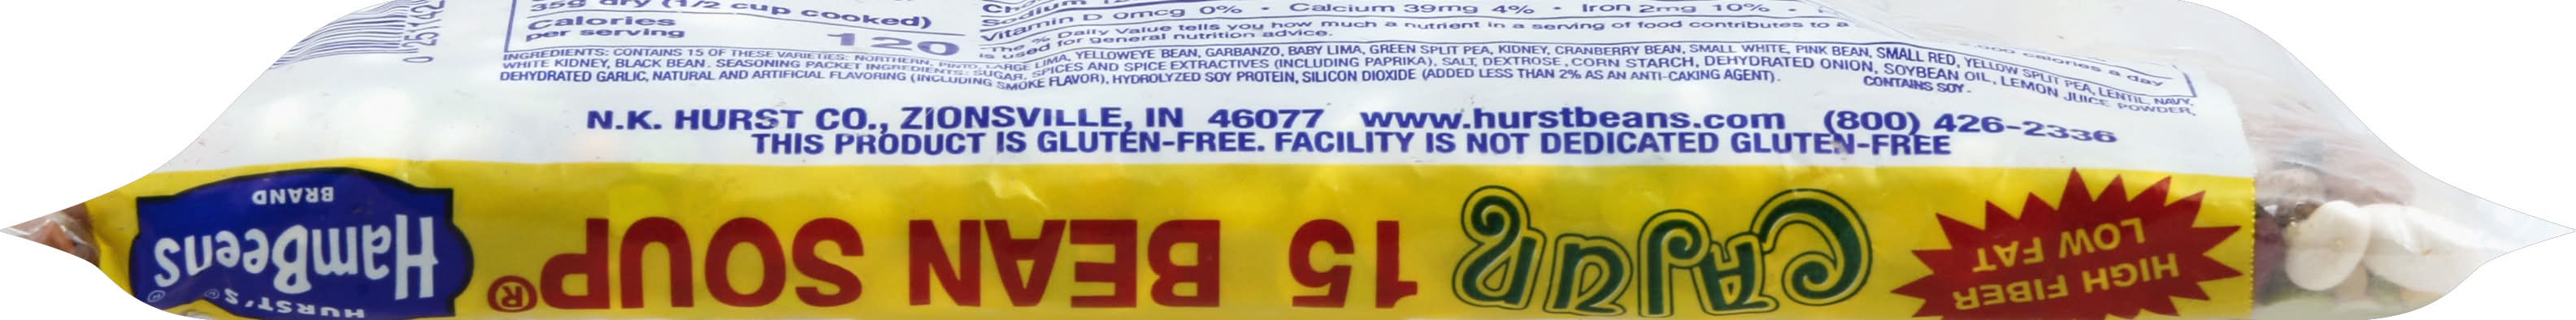 0 25142
35g dry (1/2 cup cooked)
Calories
per serving 120
Vitamin D 0mcg 0% • Calcium 39mg 4% • Iron 2mg 10% •
The % Daily Value tells you how much a nutrient in a serving of food contributes to a
calories a day
is used for general nutrition advice.
INGREDIENTS: CONTAINS 15 OF THESE VARIETIES: NORTHERN, PINTO, LARGE LIMA, YELLOWEYE BEAN, GARBANZO, BABY LIMA, GREEN SPLIT PEA, KIDNEY, CRANBERRY BEAN, SMALL WHITE, PINK BEAN, SMALL RED, YELLOW SPLIT PEA, LENTIL, NAVY,
WHITE KIDNEY, BLACK BEAN. SEASONING PACKET INGREDIENTS: SUGAR, SPICES AND SPICE EXTRACTIVES (INCLUDING PAPRIKA), SALT, DEXTROSE, CORN STARCH, DEHYDRATED ONION, SOYBEAN OIL, LEMON JUICE POWDER,
DEHYDRATED GARLIC, NATURAL AND ARTIFICIAL FLAVORING (INCLUDING SMOKE FLAVOR), HYDROLYZED SOY PROTEIN, SILICON DIOXIDE (ADDED LESS THAN 2% AS AN ANTI-CAKING AGENT).
CONTAINS SOY.
N.K. HURST CO., ZIONSVILLE, IN 46077 www.hurstbeans.com (800) 426-2336
THIS PRODUCT IS GLUTEN-FREE. FACILITY IS NOT DEDICATED GLUTEN-FREE
HIGH FIBER
LOW FAT
CAJUN 15 BEAN SOUP®
HURST'S®
HamBeens®
BRAND